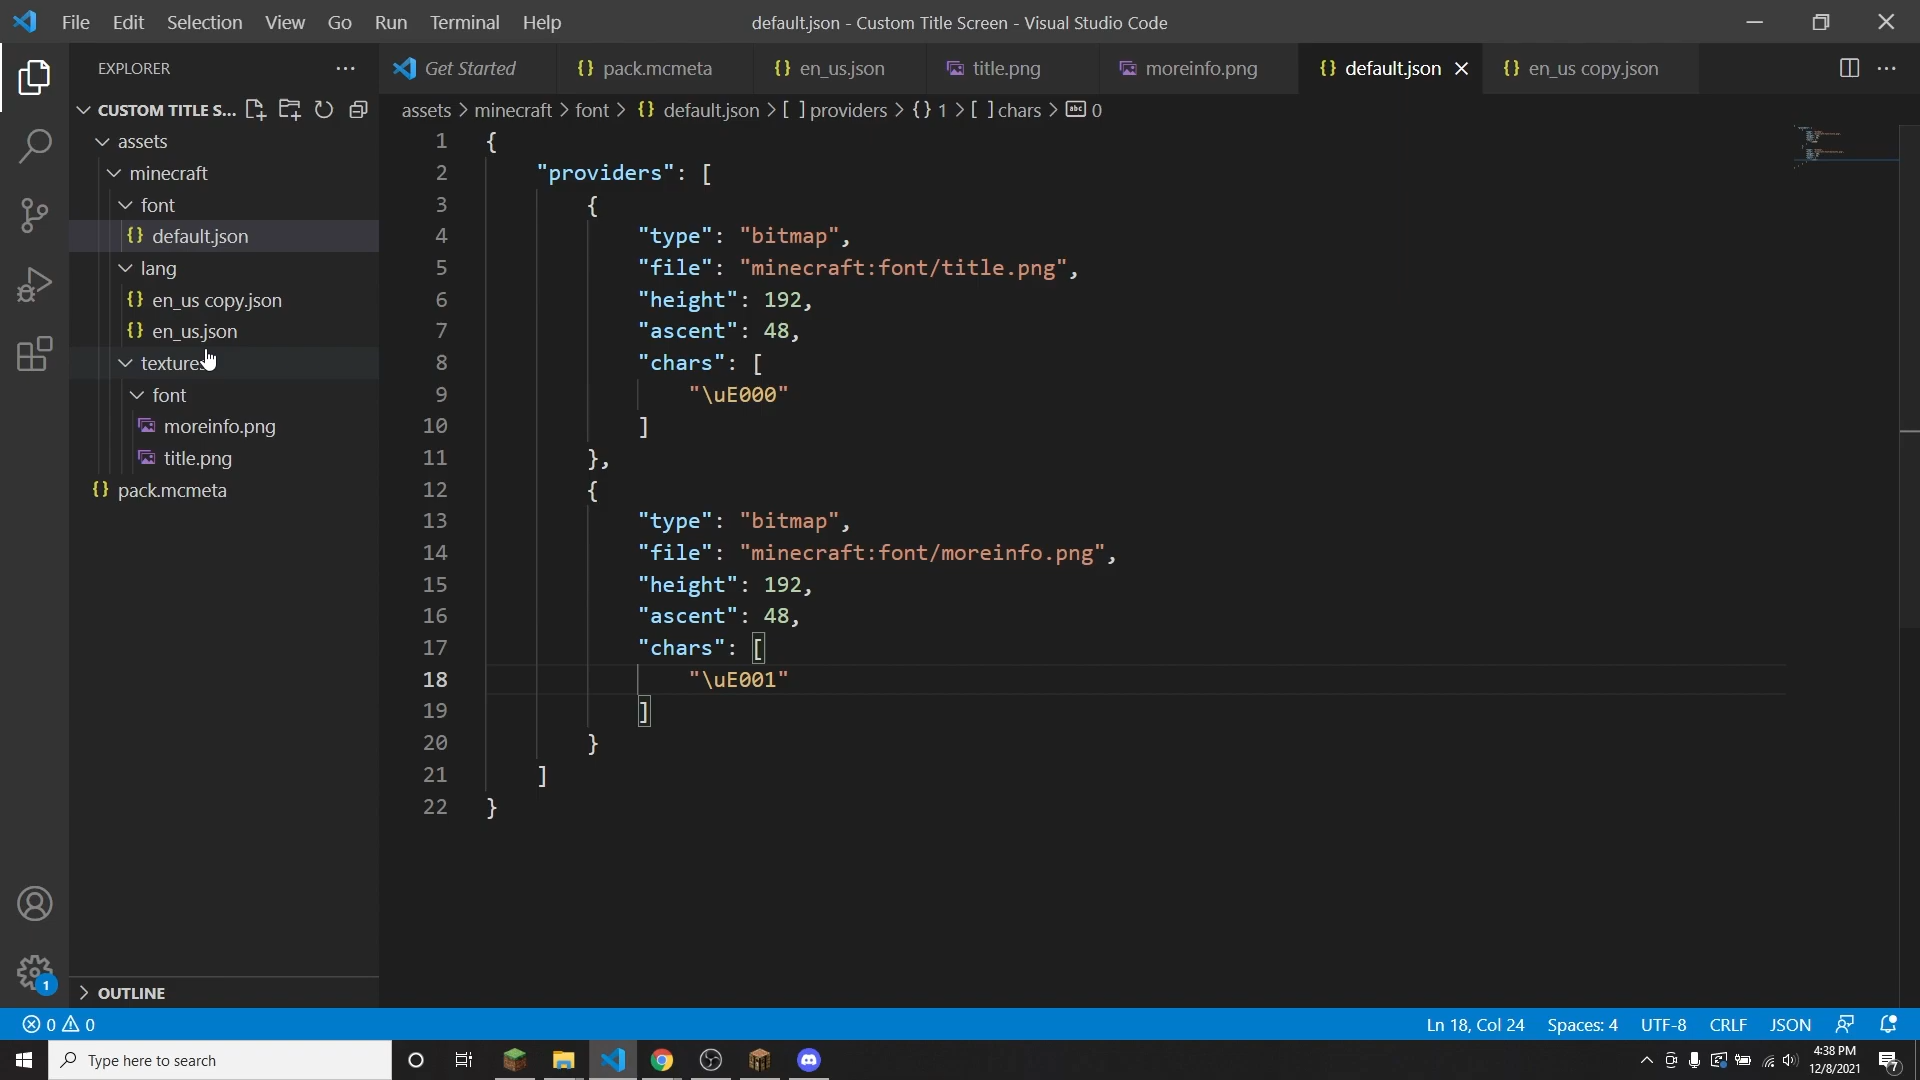 File Edit Selection View Go Run Terminal Help
default.json - Custom Title Screen - Visual Studio Code
EXPLORER
CUSTOM TITLE S...
assets
minecraft
font
{} default.json
lang
{} en_us copy.json
{} en_us.json
textures
font
moreinfo.png
title.png
{} pack.mcmeta
OUTLINE
Get Started {} pack.mcmeta {} en_us.json title.png moreinfo.png {} default.json {} en_us copy.json
assets > minecraft > font > {} default.json > [ ] providers > {} 1 > [ ] chars > abc 0
1 {
2 "providers": [
3 {
4 "type": "bitmap",
5 "file": "minecraft:font/title.png",
6 "height": 192,
7 "ascent": 48,
8 "chars": [
9 "\uE000"
10 ]
11 },
12 {
13 "type": "bitmap",
14 "file": "minecraft:font/moreinfo.png",
15 "height": 192,
16 "ascent": 48,
17 "chars": [
18 "\uE001"
19 ]
20 }
21 ]
22 }
1
0 0
Ln 18, Col 24 Spaces: 4 UTF-8 CRLF JSON
Type here to search
4:38 PM
12/8/2021
7